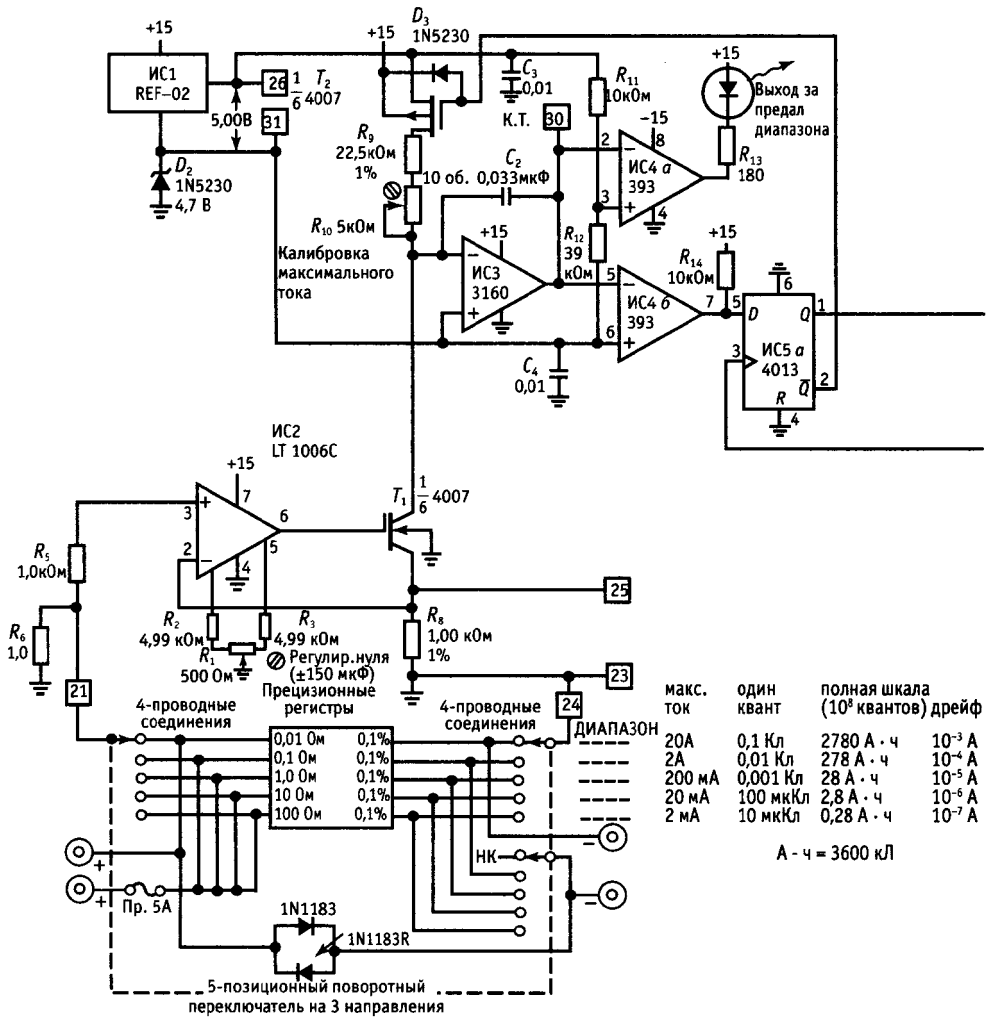 +15
ИС1
REF-02
26
1/6
T₂
4007
5,00В
31
D₂
1N5230
4,7 В
D₃
1N5230
+15
C₃
0,01
R₉
22,5кОм
1%
10 об.
C₂
0,033мкФ
R₁₀ 5кОм
Калибровка
максимального
тока
К.Т.
30
R₁₁
10кОм
-15
2
8
ИС4 а
393
3
4
+15
Выход за
предал
диапазона
R₁₃
180
+15
ИС3
3160
R₁₂
39
кОм
5
ИС4 б
393
6
7
C₄
0,01
+15
R₁₄
10кОм
6
5
D
Q
1
3
ИС5 а
4013
Q̅
2
R
4
ИС2
LT 1006C
+15
7
3
+
6
2
−
4
5
T₁
1/6 4007
R₅
1,0кОм
R₆
1,0
R₂
4,99 кОм
R₃
4,99 кОм
R₁
500 Ом
Регулир.нуля
(±150 мкФ)
R₈
1,00 кОм
1%
25
23
24
21
4-проводные
соединения
Прецизионные
регистры
4-проводные
соединения
ДИАПАЗОН
0,01 Ом 0,1%
0,1 Ом 0,1%
1,0 Ом 0,1%
10 Ом 0,1%
100 Ом 0,1%
макс. один полная шкала
ток квант (10⁸ квантов) дрейф
20А 0,1 Кл 2780 А · ч 10⁻³ А
2А 0,01 Кл 278 А · ч 10⁻⁴ А
200 мА 0,001 Кл 28 А · ч 10⁻⁵ А
20 мА 100 мкКл 2,8 А · ч 10⁻⁶ А
2 мА 10 мкКл 0,28 А · ч 10⁻⁷ А
А - ч = 3600 кЛ
+
+
Пр. 5А
НК
−
−
1N1183
1N1183R
5-позиционный поворотный
переключатель на 3 направления